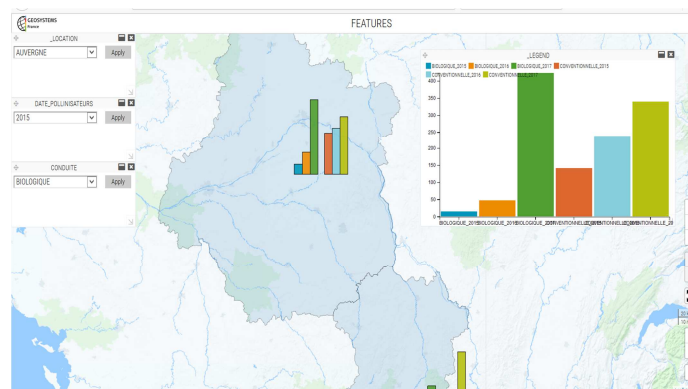 GEOSYSTEMS
France
FEATURES
_LOCATION
AUVERGNE
Apply
DATE_POLLINISATEURS
2015
Apply
CONDUITE
BIOLOGIQUE
Apply
_LEGEND
BIOLOGIQUE_2015 BIOLOGIQUE_2016 BIOLOGIQUE_2017 CONVENTIONNELLE_2015
CONVENTIONNELLE_2016 CONVENTIONNELLE_2017
400
350
300
250
200
150
100
50
0